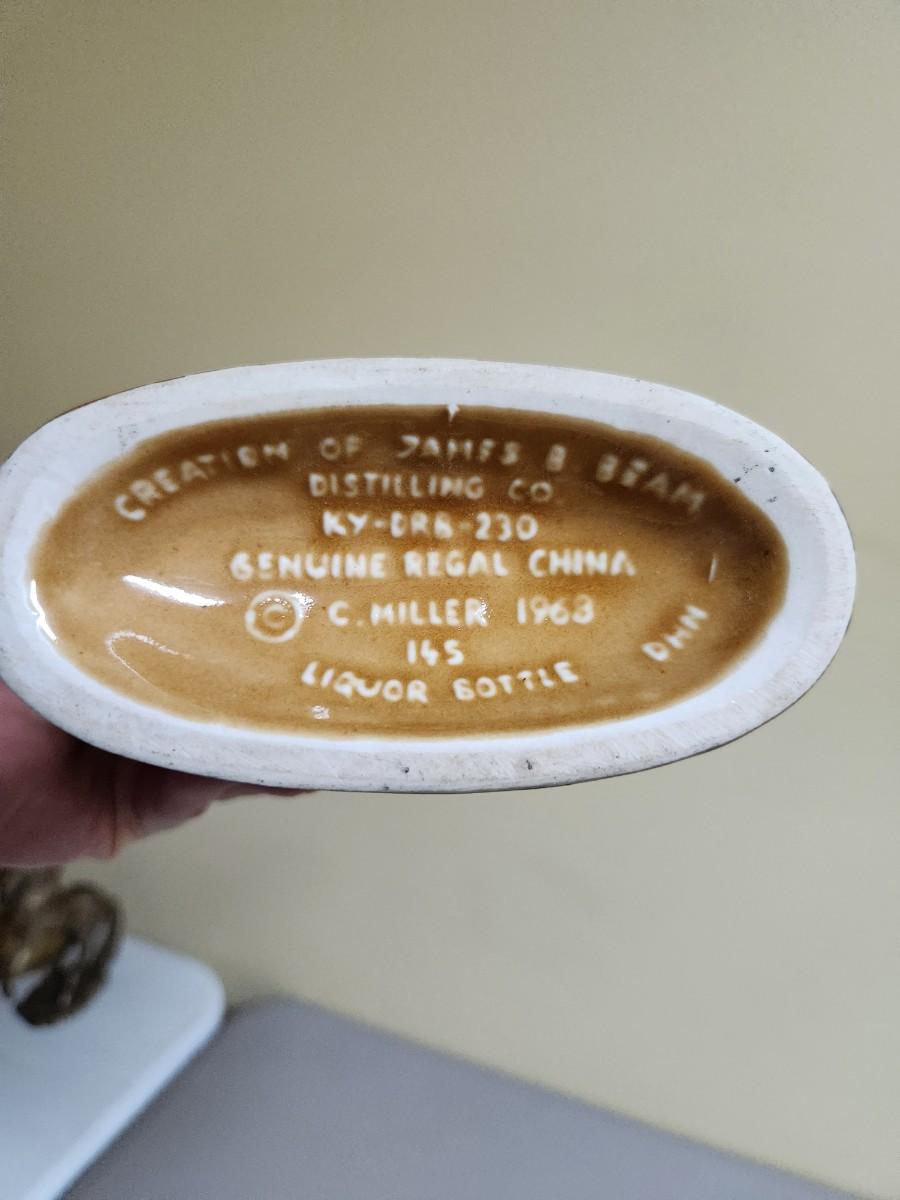 CREATION OF JAMES B BEAM
DISTILLING CO.
KY-DRB-230
GENUINE REGAL CHINA
© C. MILLER 1963
145
LIQUOR BOTTLE
DHN